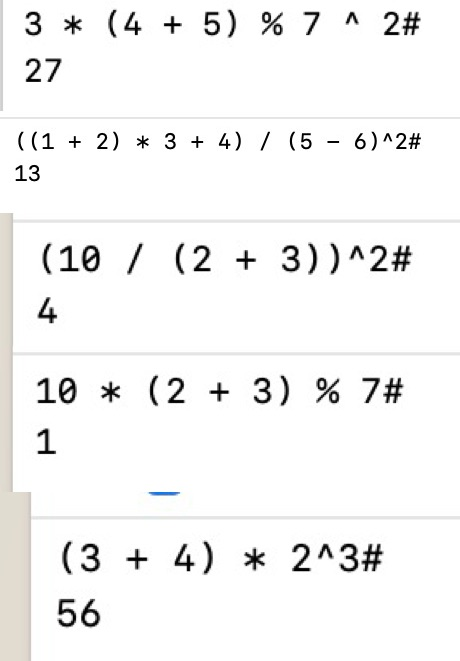 3 * (4 + 5) % 7 ^ 2#
27
((1 + 2) * 3 + 4) / (5 - 6)^2#
13
(10 / (2 + 3))^2#
4
10 * (2 + 3) % 7#
1
(3 + 4) * 2^3#
56